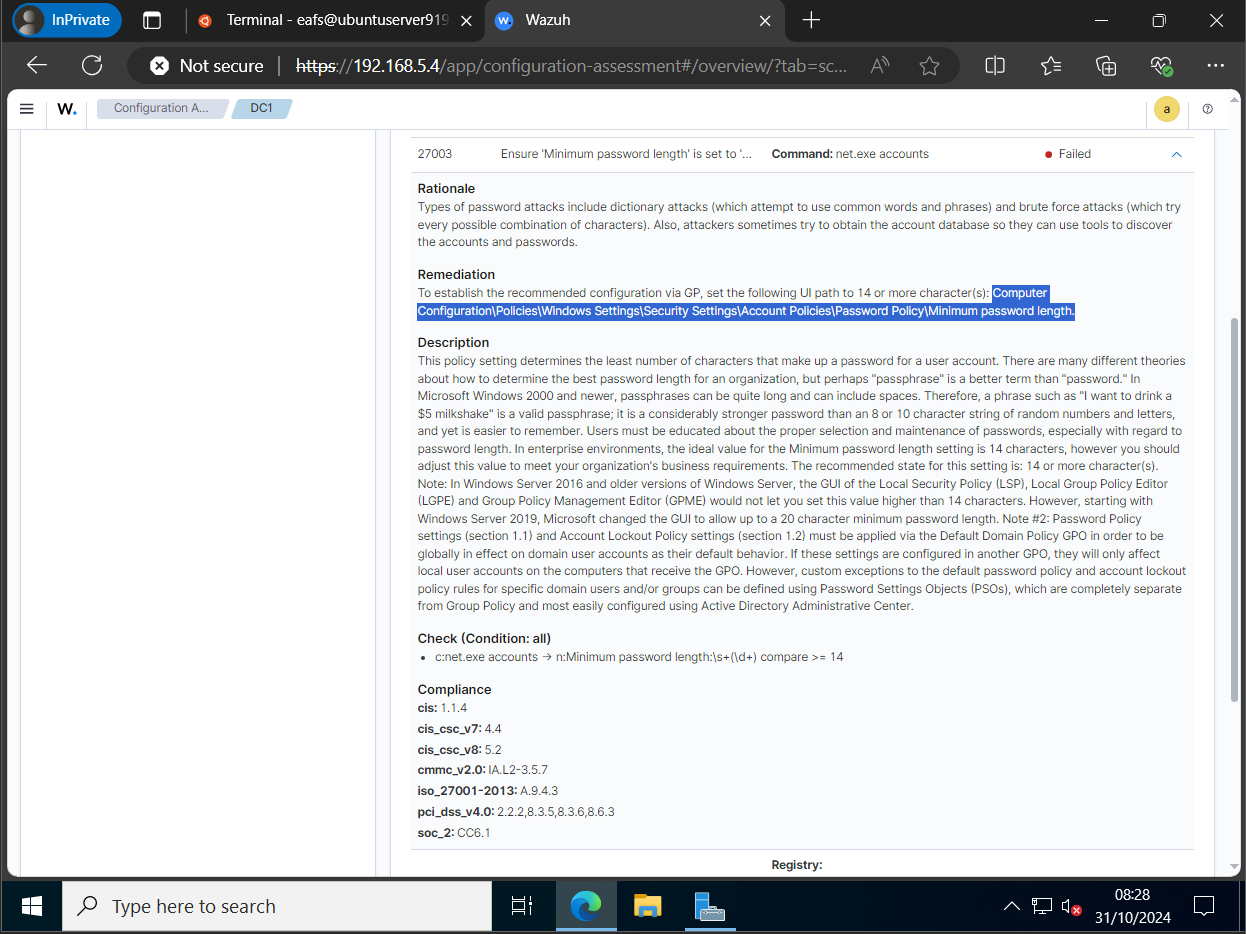 InPrivate
Terminal - eafs@ubuntuserver919
Wazuh
Not secure
https://192.168.5.4/app/configuration-assessment#/overview/?tab=sc...
W.
Configuration A...
DC1
a
27003
Ensure 'Minimum password length' is set to '...
Command: net.exe accounts
Failed
Rationale
Types of password attacks include dictionary attacks (which attempt to use common words and phrases) and brute force attacks (which try
every possible combination of characters). Also, attackers sometimes try to obtain the account database so they can use tools to discover
the accounts and passwords.
Remediation
To establish the recommended configuration via GP, set the following UI path to 14 or more character(s): Computer
Configuration\Policies\Windows Settings\Security Settings\Account Policies\Password Policy\Minimum password length.
Description
This policy setting determines the least number of characters that make up a password for a user account. There are many different theories
about how to determine the best password length for an organization, but perhaps "passphrase" is a better term than "password." In
Microsoft Windows 2000 and newer, passphrases can be quite long and can include spaces. Therefore, a phrase such as "I want to drink a
$5 milkshake" is a valid passphrase; it is a considerably stronger password than an 8 or 10 character string of random numbers and letters,
and yet is easier to remember. Users must be educated about the proper selection and maintenance of passwords, especially with regard to
password length. In enterprise environments, the ideal value for the Minimum password length setting is 14 characters, however you should
adjust this value to meet your organization's business requirements. The recommended state for this setting is: 14 or more character(s).
Note: In Windows Server 2016 and older versions of Windows Server, the GUI of the Local Security Policy (LSP), Local Group Policy Editor
(LGPE) and Group Policy Management Editor (GPME) would not let you set this value higher than 14 characters. However, starting with
Windows Server 2019, Microsoft changed the GUI to allow up to a 20 character minimum password length. Note #2: Password Policy
settings (section 1.1) and Account Lockout Policy settings (section 1.2) must be applied via the Default Domain Policy GPO in order to be
globally in effect on domain user accounts as their default behavior. If these settings are configured in another GPO, they will only affect
local user accounts on the computers that receive the GPO. However, custom exceptions to the default password policy and account lockout
policy rules for specific domain users and/or groups can be defined using Password Settings Objects (PSOs), which are completely separate
from Group Policy and most easily configured using Active Directory Administrative Center.
Check (Condition: all)
• c:net.exe accounts → n:Minimum password length:\s+(\d+) compare >= 14
Compliance
cis: 1.1.4
cis_csc_v7: 4.4
cis_csc_v8: 5.2
cmmc_v2.0: IA.L2-3.5.7
iso_27001-2013: A.9.4.3
pci_dss_v4.0: 2.2.2,8.3.5,8.3.6,8.6.3
soc_2: CC6.1
Registry:
Type here to search
08:28
31/10/2024